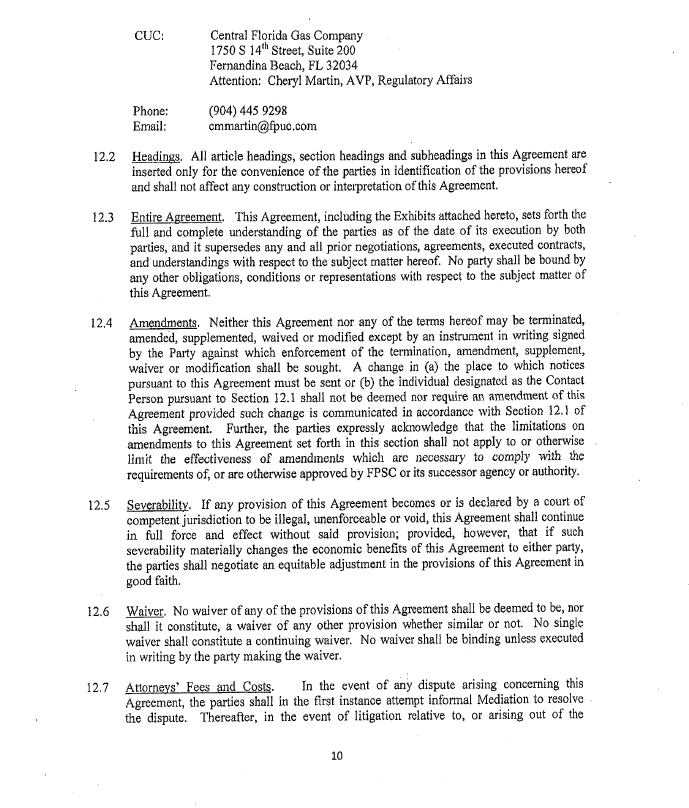 CUC: Central Florida Gas Company
1750 S 14th Street, Suite 200
Fernandina Beach, FL 32034
Attention: Cheryl Martin, AVP, Regulatory Affairs
Phone: (904) 445 9298
Email: cmmartin@fpuc.com
12.2 Headings. All article headings, section headings and subheadings in this Agreement are
inserted only for the convenience of the parties in identification of the provisions hereof
and shall not affect any construction or interpretation of this Agreement.
12.3 Entire Agreement. This Agreement, including the Exhibits attached hereto, sets forth the
full and complete understanding of the parties as of the date of its execution by both
parties, and it supersedes any and all prior negotiations, agreements, executed contracts,
and understandings with respect to the subject matter hereof. No party shall be bound by
any other obligations, conditions or representations with respect to the subject matter of
this Agreement.
12.4 Amendments. Neither this Agreement nor any of the terms hereof may be terminated,
amended, supplemented, waived or modified except by an instrument in writing signed
by the Party against which enforcement of the termination, amendment, supplement,
waiver or modification shall be sought. A change in (a) the place to which notices
pursuant to this Agreement must be sent or (b) the individual designated as the Contact
Person pursuant to Section 12.1 shall not be deemed nor require an amendment of this
Agreement provided such change is communicated in accordance with Section 12.1 of
this Agreement. Further, the parties expressly acknowledge that the limitations on
amendments to this Agreement set forth in this section shall not apply to or otherwise
limit the effectiveness of amendments which are necessary to comply with the
requirements of, or are otherwise approved by FPSC or its successor agency or authority.
12.5 Severability. If any provision of this Agreement becomes or is declared by a court of
competent jurisdiction to be illegal, unenforceable or void, this Agreement shall continue
in full force and effect without said provision; provided, however, that if such
severability materially changes the economic benefits of this Agreement to either party,
the parties shall negotiate an equitable adjustment in the provisions of this Agreement in
good faith.
12.6 Waiver. No waiver of any of the provisions of this Agreement shall be deemed to be, nor
shall it constitute, a waiver of any other provision whether similar or not. No single
waiver shall constitute a continuing waiver. No waiver shall be binding unless executed
in writing by the party making the waiver.
12.7 Attorneys' Fees and Costs. In the event of any dispute arising concerning this
Agreement, the parties shall in the first instance attempt informal Mediation to resolve
the dispute. Thereafter, in the event of litigation relative to, or arising out of the
10